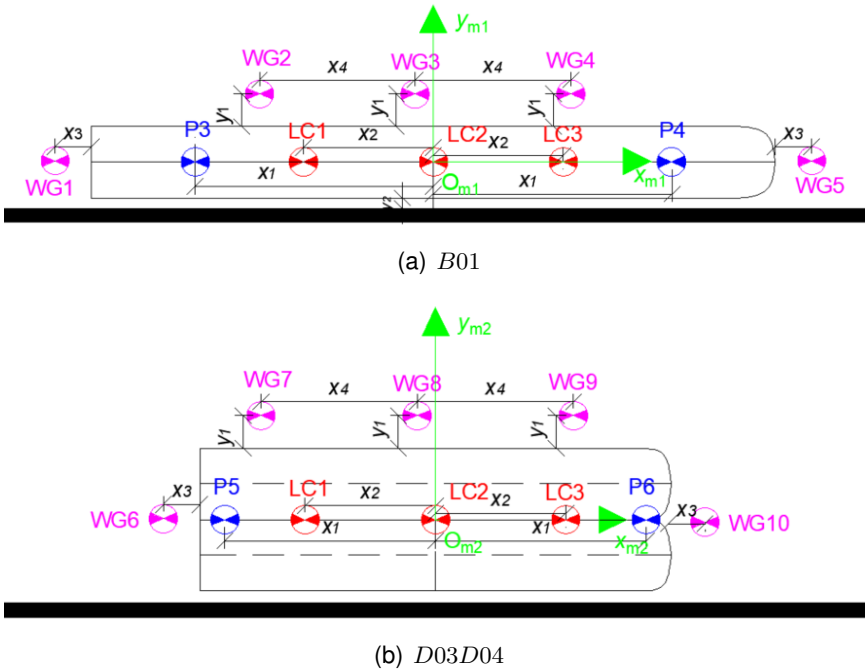 y_m1
WG2 x4 WG3 x4 WG4
y1 y1 y1
x3 P3 LC1 x2 LC2 x2 LC3 P4 x3
WG1 x1 O_m1 x1 x_m1 WG5
y2
(a) B01
y_m2
WG7 x4 WG8 x4 WG9
y1 y1 y1
x3 P5 LC1 x2 LC2 x2 LC3 P6 x3
WG6 x1 O_m2 x1 x_m2 WG10
(b) D03D04